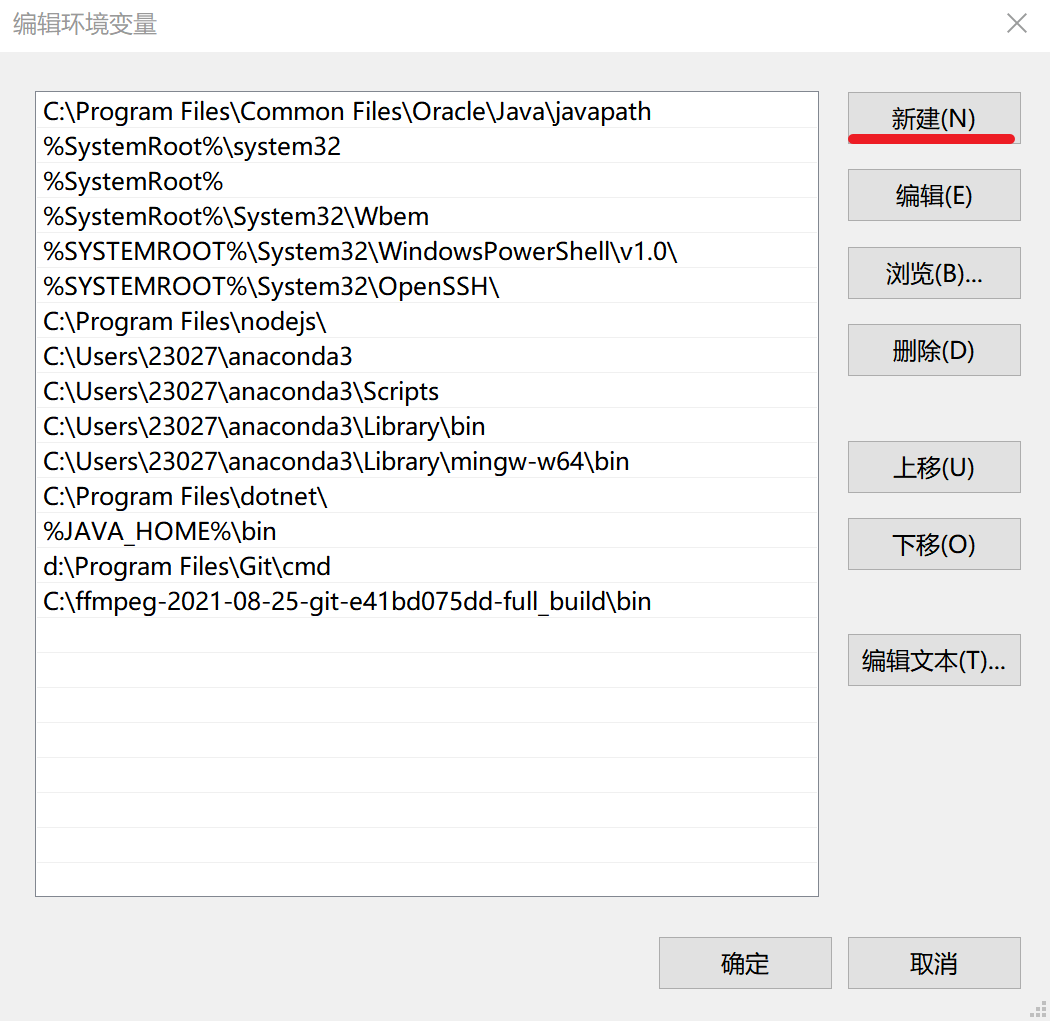 编辑环境变量
C:\Program Files\Common Files\Oracle\Java\javapath
%SystemRoot%\system32
%SystemRoot%
%SystemRoot%\System32\Wbem
%SYSTEMROOT%\System32\WindowsPowerShell\v1.0\
%SYSTEMROOT%\System32\OpenSSH\
C:\Program Files\nodejs\
C:\Users\23027\anaconda3
C:\Users\23027\anaconda3\Scripts
C:\Users\23027\anaconda3\Library\bin
C:\Users\23027\anaconda3\Library\mingw-w64\bin
C:\Program Files\dotnet\
%JAVA_HOME%\bin
d:\Program Files\Git\cmd
C:\ffmpeg-2021-08-25-git-e41bd075dd-full_build\bin
新建(N)
编辑(E)
浏览(B)...
删除(D)
上移(U)
下移(O)
编辑文本(T)...
确定
取消